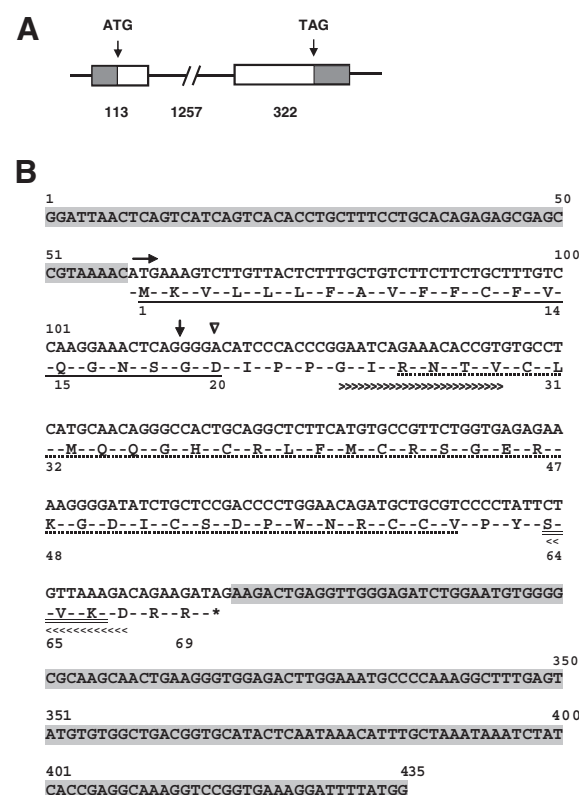 A
ATG TAG
113 1257 322
B
1 50
GGATTAACTCAGTCATCAGTCACACCTGCTTTCCTGCACAGAGAGCGAGC
51 100
CGTAAAACATGAAAGTCTTGTTACTCTTTGCTGTCTTCTTCTGCTTTGTC
-M--K--V--L--L--L--F--A--V--F--F--C--F--V-
1 14
101
CAAGGAAACTCAGGGGACATCCCACCCGGAATCAGAAACACCGTGTGCCT
-Q--G--N--S--G--D--I--P--P--G--I--R--N--T--V--C--L
15 20 >>>>>>>>>>>>>>>>>>>>>>>>>> 31
CATGCAACAGGGCCACTGCAGGCTCTTCATGTGCCGTTCTGGTGAGAGAA
--M--Q--Q--G--H--C--R--L--F--M--C--R--S--G--E--R--
32 47
AAGGGGATATCTGCTCCGACCCCTGGAACAGATGCTGCGTCCCCTATTCT
K--G--D--I--C--S--D--P--W--N--R--C--C--V--P--Y--S-
<<
48 64
GTTAAAGACAGAAGATAGAAGACTGAGGTTGGGAGATCTGGAATGTGGGG
-V--K--D--R--R--*
<<<<<<<<<<<<<
65 69
350
CGCAAGCAACTGAAGGGTGGAGACTTGGAAATGCCCCAAAGGCTTTGAGT
351 400
ATGTGTGGCTGACGGTGCATACTCAATAAACATTTGCTAAATAAATCTAT
401 435
CACCGAGGCAAAGGTCCGGTGAAAGGATTTTATGG